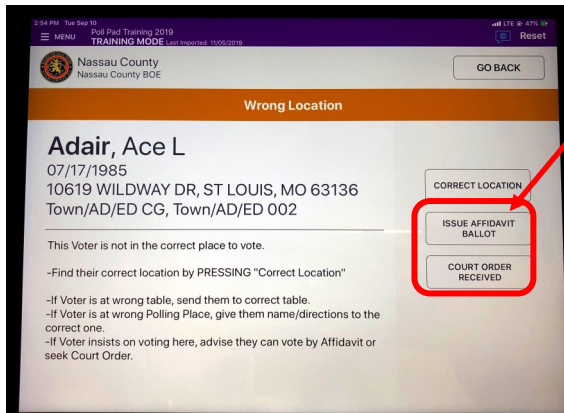 2:54 PM Tue Sep 10
LTE 47%
MENU
Poll Pad Training 2019
TRAINING MODE Last Imported: 11/05/2019
Reset
Nassau County
Nassau County BOE
GO BACK
Wrong Location
Adair, Ace L
07/17/1985
10619 WILDWAY DR, ST LOUIS, MO 63136
Town/AD/ED CG, Town/AD/ED 002
CORRECT LOCATION
ISSUE AFFIDAVIT
BALLOT
COURT ORDER
RECEIVED
This Voter is not in the correct place to vote.
-Find their correct location by PRESSING "Correct Location"
-If Voter is at wrong table, send them to correct table.
-If Voter is at wrong Polling Place, give them name/directions to the
correct one.
-If Voter insists on voting here, advise they can vote by Affidavit or
seek Court Order.